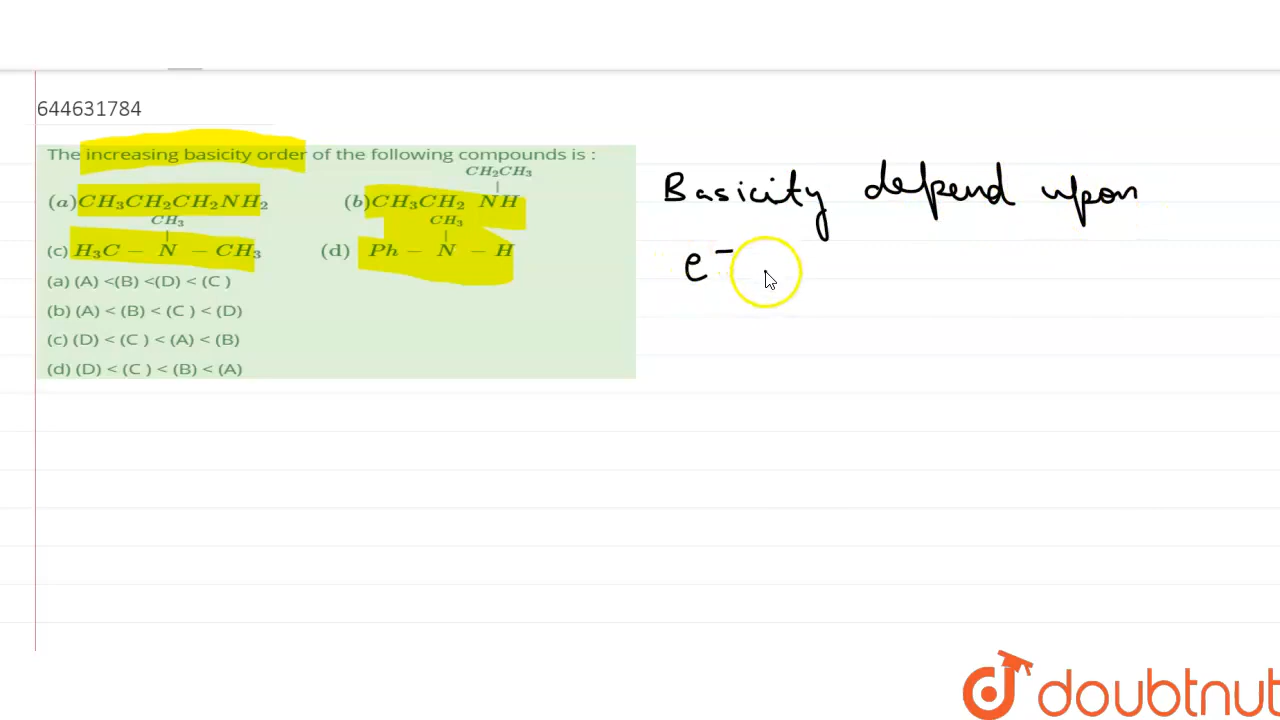 644631784
The increasing basicity order of the following compounds is :
CH₂CH₃
|
(a)CH₃CH₂CH₂NH₂ (b)CH₃CH₂ NH
CH₃ CH₃
| |
(c) H₃C − N − CH₃ (d) Ph − N − H
(a) (A) <(B) <(D) < (C )
(b) (A) < (B) < (C ) < (D)
(c) (D) < (C ) < (A) < (B)
(d) (D) < (C ) < (B) < (A)
Basicity depend upon
e⁻
doubtnut